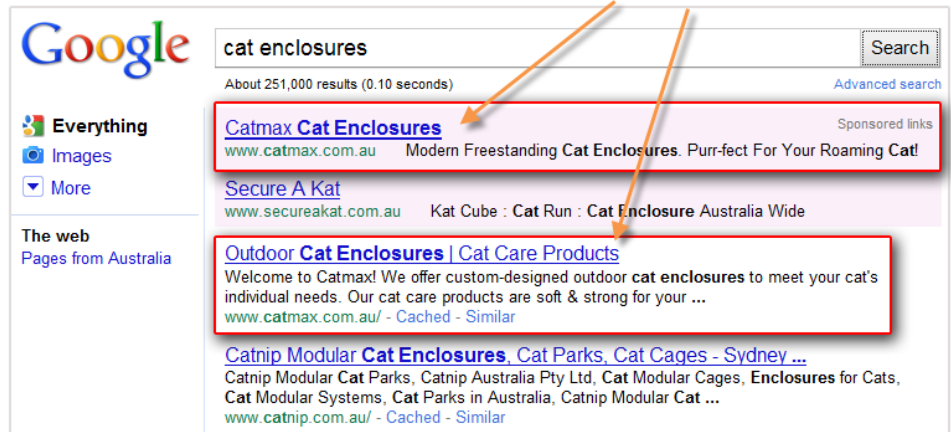 Google
cat enclosures
Search
About 251,000 results (0.10 seconds)
Advanced search
Everything
Images
More
The web
Pages from Australia
Catmax Cat Enclosures
Sponsored links
www.catmax.com.au Modern Freestanding Cat Enclosures. Purr-fect For Your Roaming Cat!
Secure A Kat
www.secureakat.com.au Kat Cube : Cat Run : Cat Enclosure Australia Wide
Outdoor Cat Enclosures | Cat Care Products
Welcome to Catmax! We offer custom-designed outdoor cat enclosures to meet your cat's
individual needs. Our cat care products are soft & strong for your ...
www.catmax.com.au/ - Cached - Similar
Catnip Modular Cat Enclosures, Cat Parks, Cat Cages - Sydney ...
Catnip Modular Cat Parks, Catnip Australia Pty Ltd, Cat Modular Cages, Enclosures for Cats,
Cat Modular Systems, Cat Parks in Australia, Catnip Modular Cat ...
www.catnip.com.au/ - Cached - Similar